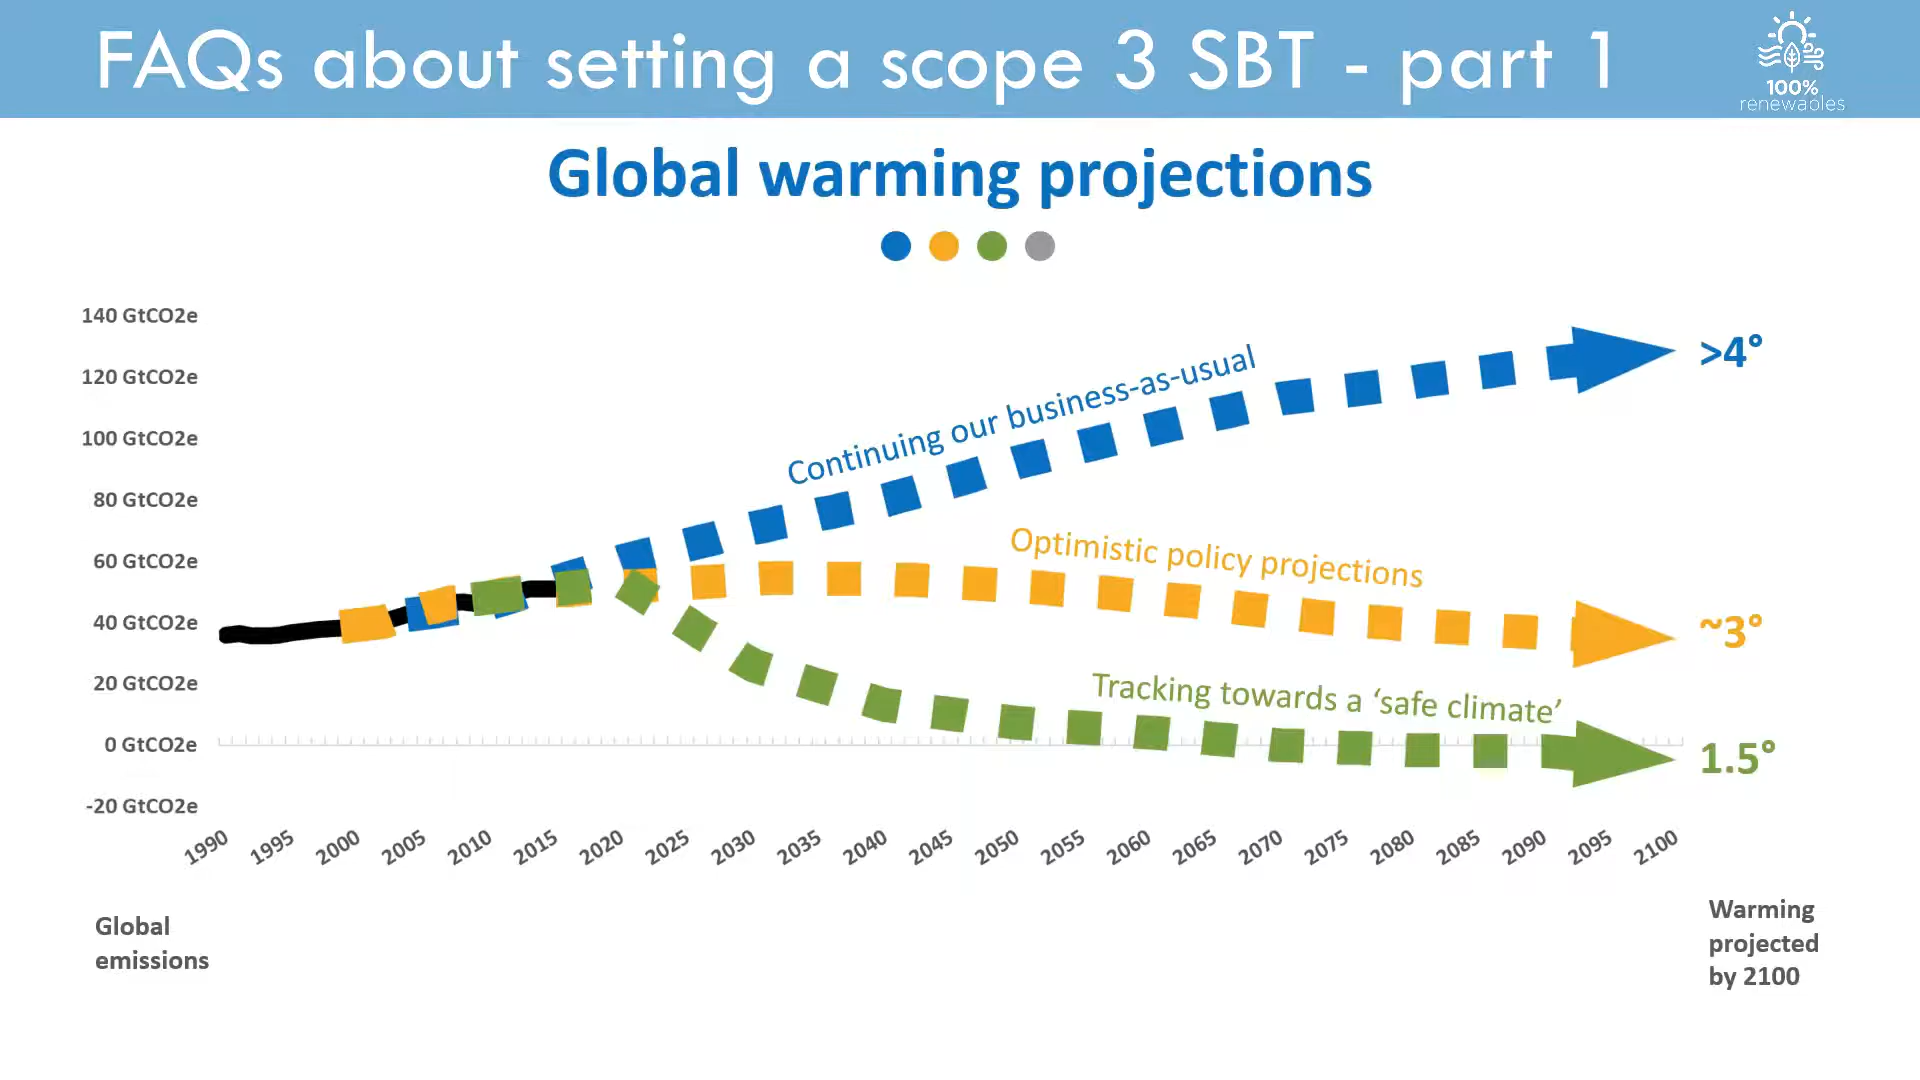 FAQs about setting a scope 3 SBT - part 1
100%
renewables
Global warming projections
140 GtCO2e
120 GtCO2e
100 GtCO2e
80 GtCO2e
60 GtCO2e
40 GtCO2e
20 GtCO2e
0 GtCO2e
-20 GtCO2e
Continuing our business-as-usual
>4°
Optimistic policy projections
~3°
Tracking towards a ‘safe climate’
1.5°
1990 1995 2000 2005 2010 2015 2020 2025 2030 2035 2040 2045 2050 2055 2060 2065 2070 2075 2080 2085 2090 2095 2100
Global
emissions
Warming
projected
by 2100